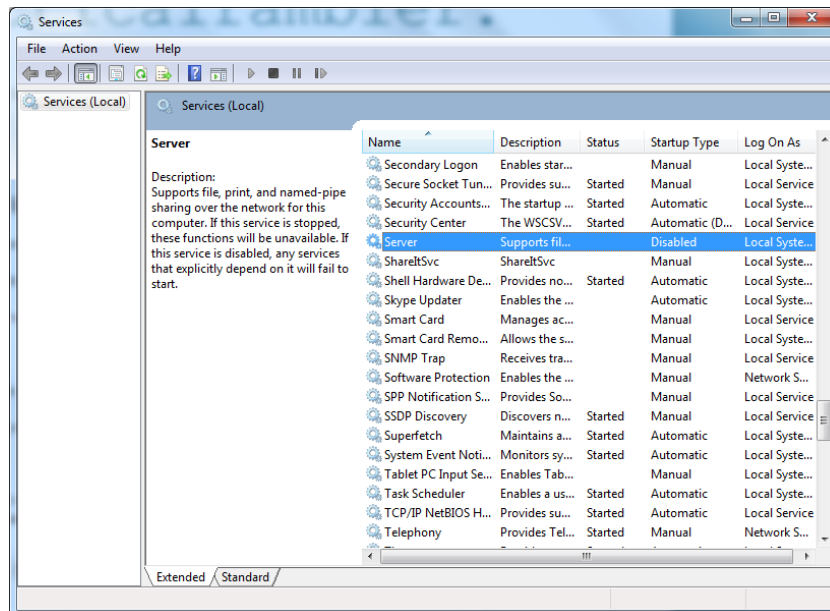 Services
File Action View Help
Services (Local)
Services (Local)
Server
Description:
Supports file, print, and named-pipe
sharing over the network for this
computer. If this service is stopped,
these functions will be unavailable. If
this service is disabled, any services
that explicitly depend on it will fail to
start.
Name Description Status Startup Type Log On As
Secondary Logon Enables star... Manual Local Syste...
Secure Socket Tun... Provides su... Started Manual Local Service
Security Accounts... The startup ... Started Automatic Local Syste...
Security Center The WSCSV... Started Automatic (D... Local Service
Server Supports fil... Disabled Local Syste...
ShareItSvc ShareItSvc Manual Local Syste...
Shell Hardware De... Provides no... Started Automatic Local Syste...
Skype Updater Enables the ... Automatic Local Syste...
Smart Card Manages ac... Manual Local Service
Smart Card Remo... Allows the s... Manual Local Syste...
SNMP Trap Receives tra... Manual Local Service
Software Protection Enables the ... Manual Network S...
SPP Notification S... Provides So... Manual Local Service
SSDP Discovery Discovers n... Started Manual Local Service
Superfetch Maintains a... Started Automatic Local Syste...
System Event Noti... Monitors sy... Started Automatic Local Syste...
Tablet PC Input Se... Enables Tab... Manual Local Syste...
Task Scheduler Enables a us... Started Automatic Local Syste...
TCP/IP NetBIOS H... Provides su... Started Automatic Local Service
Telephony Provides Tel... Started Manual Network S...
Extended Standard